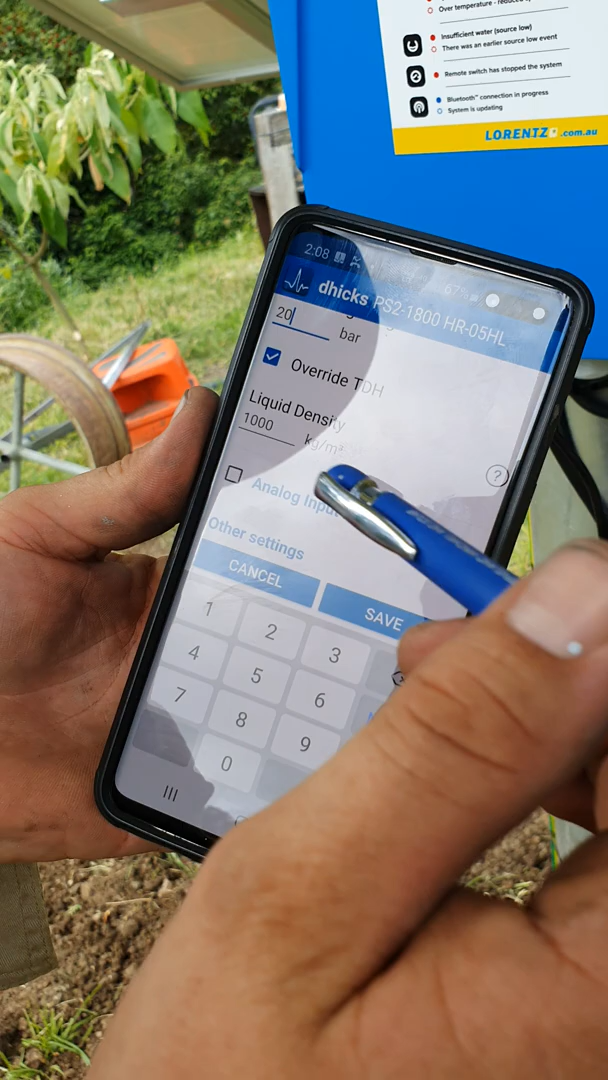 Over temperature - reduced
Insufficient water (source low)
There was an earlier source low event
Remote switch has stopped the system
Bluetooth™ connection in progress
System is updating
LORENTZ .com.au
2:08 67%
dhicks PS2-1800 HR-05HL
20 bar
Override TDH
Liquid Density
1000 kg/m³
?
Analog Input
Other settings
CANCEL SAVE
1 2 3
4 5 6
7 8 9
0